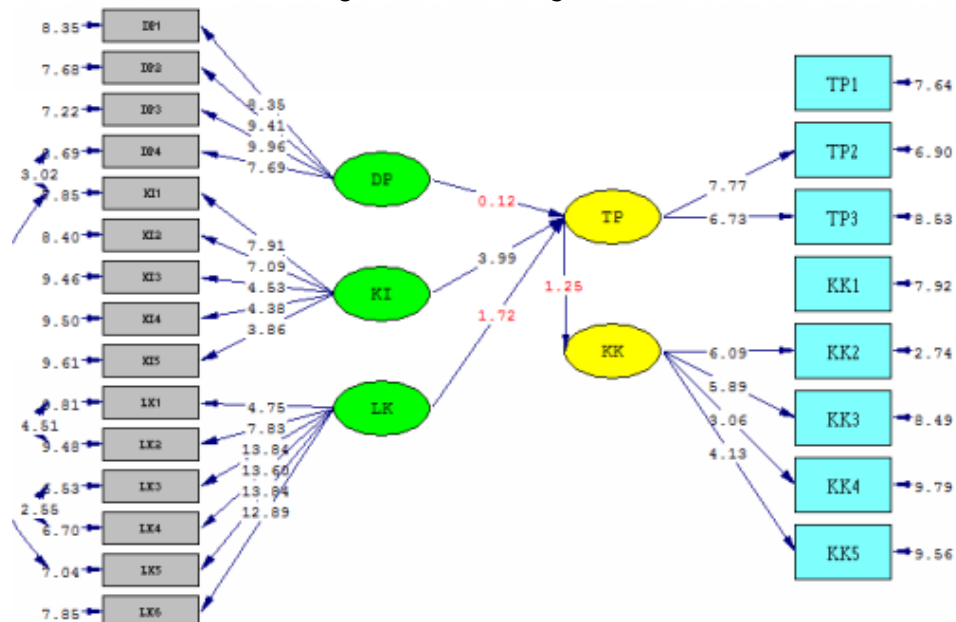 8.35 DP1
7.68 DP2
7.22 DP3
DP4
3.02
KI1
8.40 KI2
9.46 KI3
9.50 KI4
9.61 KI5
LK1
4.51
9.48 LK2
LK3
2.55
6.70 LK4
7.04 LK5
7.85 LK6
8.35
9.41
9.96
7.69
7.91
7.09
4.53
4.38
3.86
4.75
7.83
13.84
13.60
13.84
12.89
DP
KI
LK
0.12
3.99
1.72
TP
1.25
KK
7.77
6.73
6.09
5.89
3.06
4.13
TP1 7.64
TP2 6.90
TP3 8.53
KK1 7.92
KK2 2.74
KK3 8.49
KK4 9.79
KK5 9.56